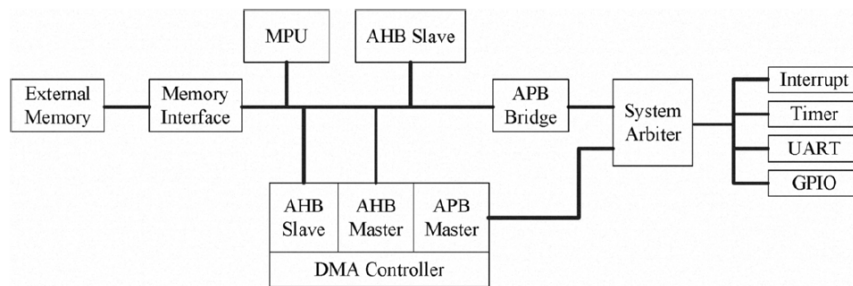 MPU
AHB Slave
External
Memory
Memory
Interface
APB
Bridge
System
Arbiter
Interrupt
Timer
UART
GPIO
AHB
Slave
AHB
Master
APB
Master
DMA Controller